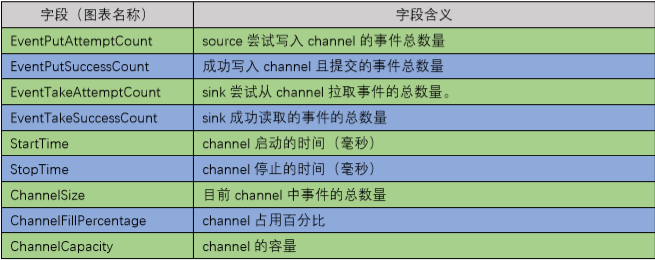 字段（图表名称） 字段含义
EventPutAttemptCount source 尝试写入 channel 的事件总数量
EventPutSuccessCount 成功写入 channel 且提交的事件总数量
EventTakeAttemptCount sink 尝试从 channel 拉取事件的总数量。
EventTakeSuccessCount sink 成功读取的事件的总数量
StartTime channel 启动的时间（毫秒）
StopTime channel 停止的时间（毫秒）
ChannelSize 目前 channel 中事件的总数量
ChannelFillPercentage channel 占用百分比
ChannelCapacity channel 的容量